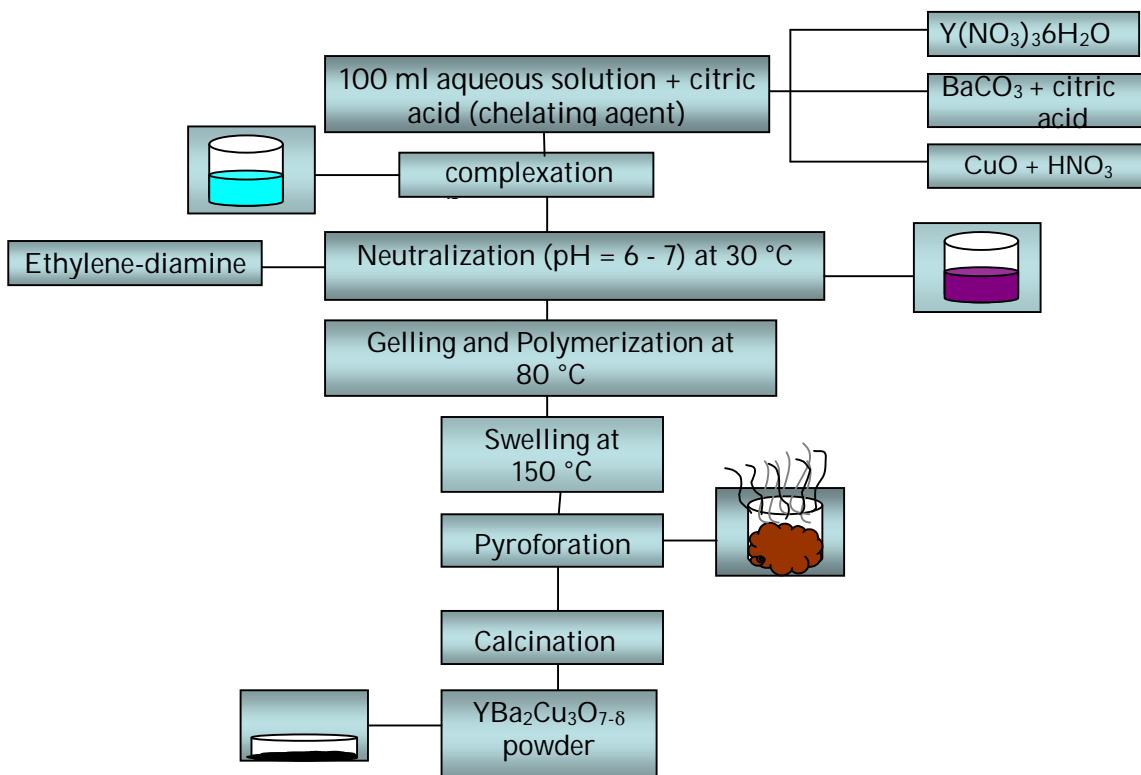 Y(NO₃)₃6H₂O
100 ml aqueous solution + citric
acid (chelating agent)
BaCO₃ + citric
acid
CuO + HNO₃
complexation
Ethylene-diamine
Neutralization (pH = 6 - 7) at 30 °C
Gelling and Polymerization at
80 °C
Swelling at
150 °C
Pyroforation
Calcination
YBa₂Cu₃O₇₋δ
powder